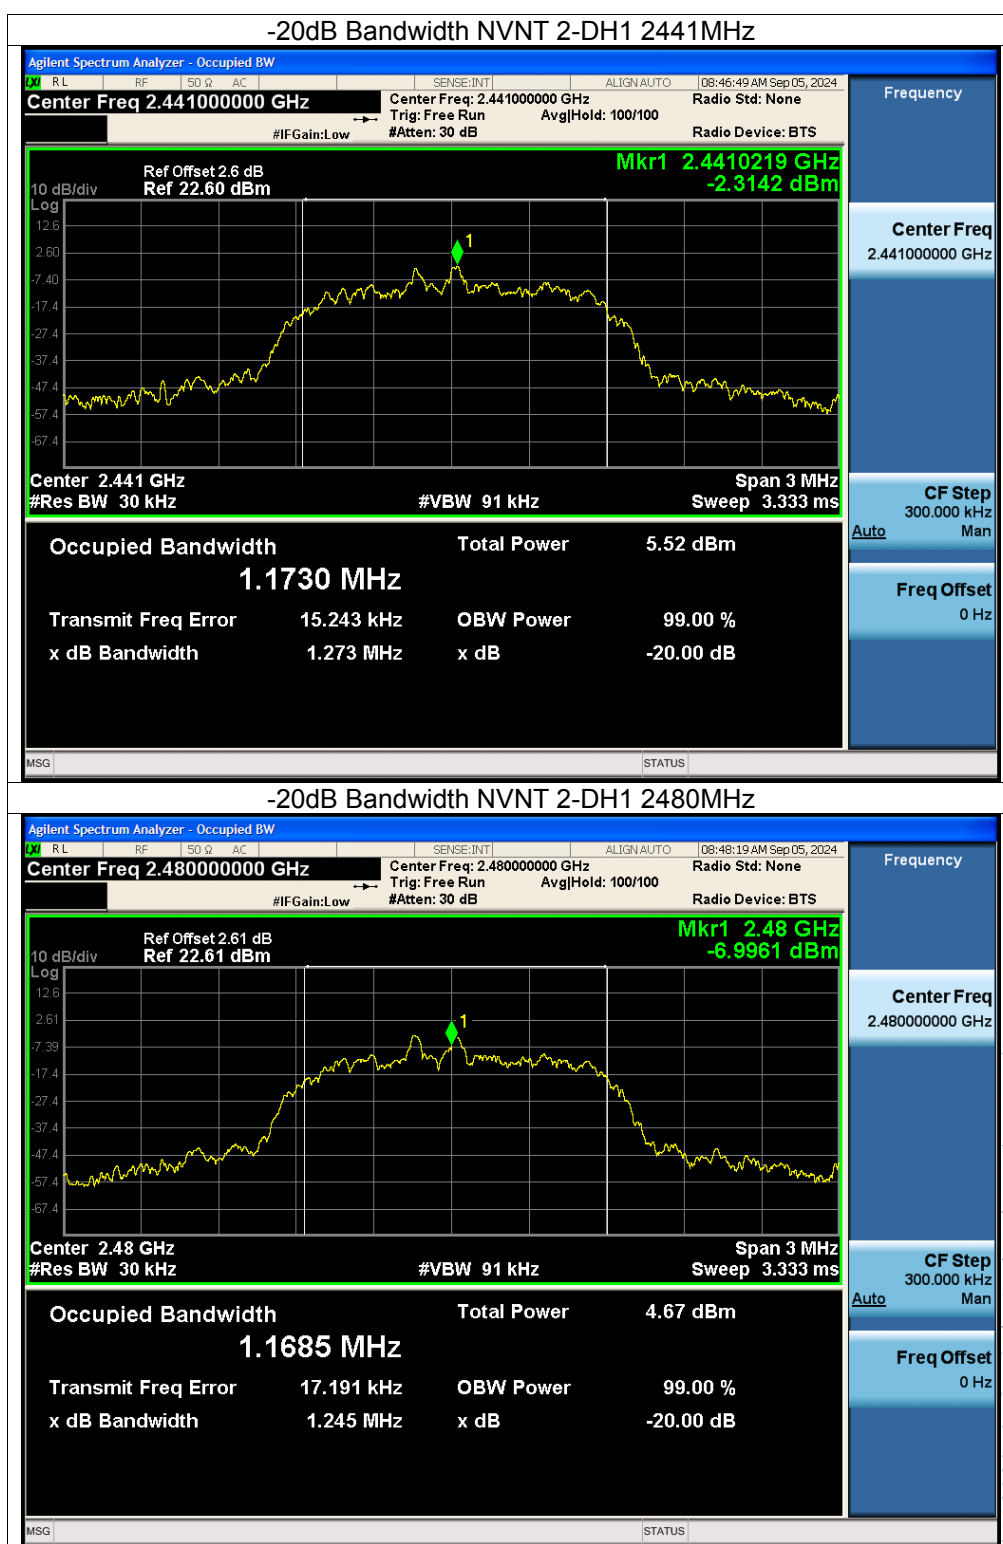 -20dB Bandwidth NVNT 2-DH1 2441MHz
Agilent Spectrum Analyzer - Occupied BW
LXI RL RF 50 Ω AC SENSE:INT ALIGN AUTO 08:46:49 AM Sep 05, 2024
Center Freq 2.441000000 GHz
Center Freq: 2.441000000 GHz
Radio Std: None
Trig: Free Run Avg|Hold: 100/100
#IFGain:Low
#Atten: 30 dB
Radio Device: BTS
Frequency
Mkr1 2.4410219 GHz
-2.3142 dBm
Ref Offset 2.6 dB
10 dB/div Ref 22.60 dBm
Log
12.6
2.60
-7.40
-17.4
-27.4
-37.4
-47.4
-57.4
-67.4
1
Center 2.441 GHz Span 3 MHz
#Res BW 30 kHz #VBW 91 kHz Sweep 3.333 ms
Center Freq
2.441000000 GHz
CF Step
300.000 kHz
Auto Man
Freq Offset
0 Hz
Occupied Bandwidth Total Power 5.52 dBm
1.1730 MHz
Transmit Freq Error 15.243 kHz OBW Power 99.00 %
x dB Bandwidth 1.273 MHz x dB -20.00 dB
MSG STATUS
-20dB Bandwidth NVNT 2-DH1 2480MHz
Agilent Spectrum Analyzer - Occupied BW
LXI RL RF 50 Ω AC SENSE:INT ALIGN AUTO 08:48:19 AM Sep 05, 2024
Center Freq 2.480000000 GHz
Center Freq: 2.480000000 GHz
Radio Std: None
Trig: Free Run Avg|Hold: 100/100
#IFGain:Low
#Atten: 30 dB
Radio Device: BTS
Frequency
Mkr1 2.48 GHz
-6.9961 dBm
Ref Offset 2.61 dB
10 dB/div Ref 22.61 dBm
Log
12.6
2.61
-7.39
-17.4
-27.4
-37.4
-47.4
-57.4
-67.4
1
Center 2.48 GHz Span 3 MHz
#Res BW 30 kHz #VBW 91 kHz Sweep 3.333 ms
Center Freq
2.480000000 GHz
CF Step
300.000 kHz
Auto Man
Freq Offset
0 Hz
Occupied Bandwidth Total Power 4.67 dBm
1.1685 MHz
Transmit Freq Error 17.191 kHz OBW Power 99.00 %
x dB Bandwidth 1.245 MHz x dB -20.00 dB
MSG STATUS